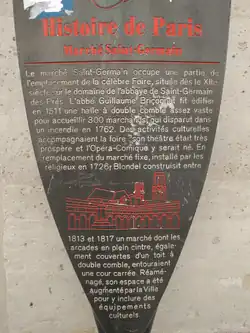 Histoire de Paris
Marché Saint-Germain
Le marché Saint-Germain occupe une partie de
l'emplacement de la célèbre Foire, située dès le XIIe
siècle sur le domaine de l'abbaye de Saint-Germain
des Prés. L'abbé Guillaume Briçonnet fit édifier
en 1511 une halle à double comble assez vaste
pour accueillir 300 marchands qui disparut dans
un incendie en 1762. Des activités culturelles
accompagnaient la foire : son théâtre était très
prospère et l'Opéra-Comique y serait né. En
remplacement du marché fixe, installé par les
religieux en 1726, Blondel construisit entre
1813 et 1817 un marché dont les
arcades en plein cintre, égale-
ment couvertes d'un toit à
double comble, entouraient
une cour carrée. Réamé-
nagé, son espace a été
augmenté par la Ville
pour y inclure des
équipements
culturels.